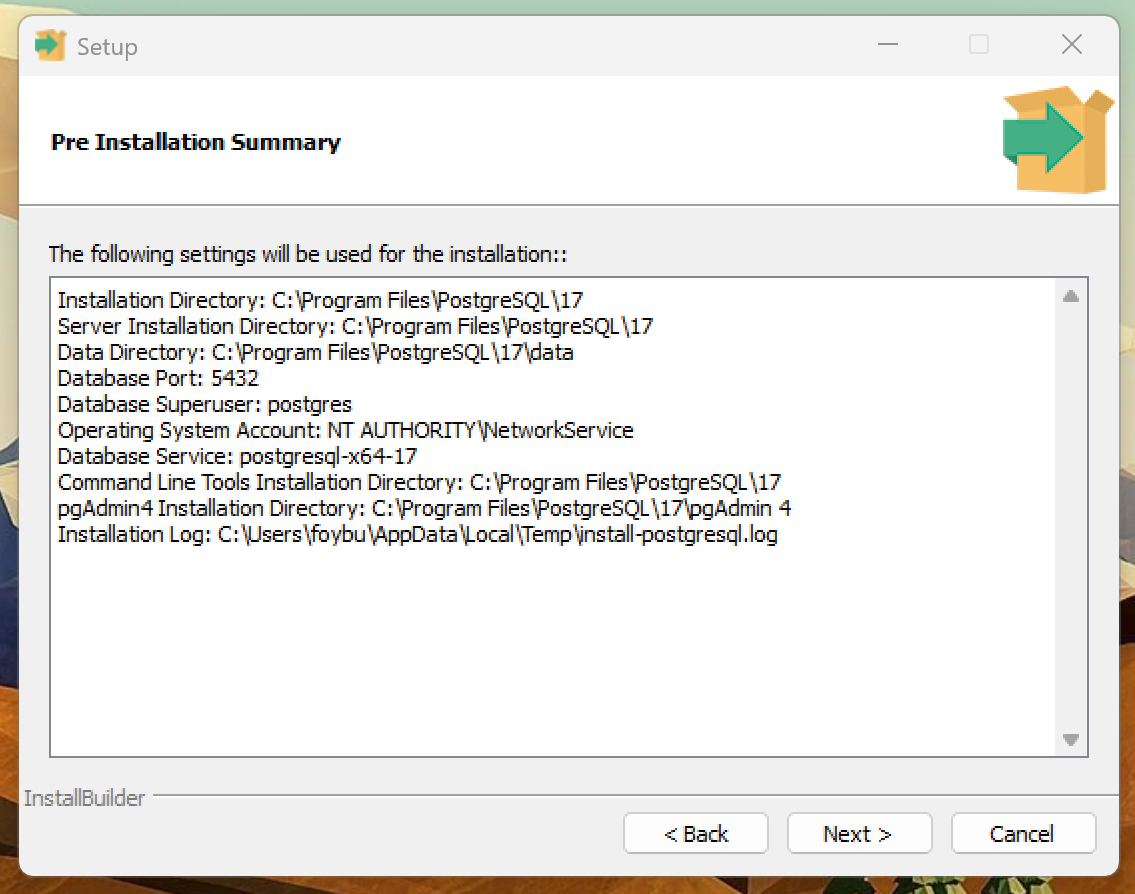 Setup
Pre Installation Summary
The following settings will be used for the installation::
Installation Directory: C:\Program Files\PostgreSQL\17
Server Installation Directory: C:\Program Files\PostgreSQL\17
Data Directory: C:\Program Files\PostgreSQL\17\data
Database Port: 5432
Database Superuser: postgres
Operating System Account: NT AUTHORITY\NetworkService
Database Service: postgresql-x64-17
Command Line Tools Installation Directory: C:\Program Files\PostgreSQL\17
pgAdmin4 Installation Directory: C:\Program Files\PostgreSQL\17\pgAdmin 4
Installation Log: C:\Users\foybu\AppData\Local\Temp\install-postgresql.log
InstallBuilder
< Back Next > Cancel